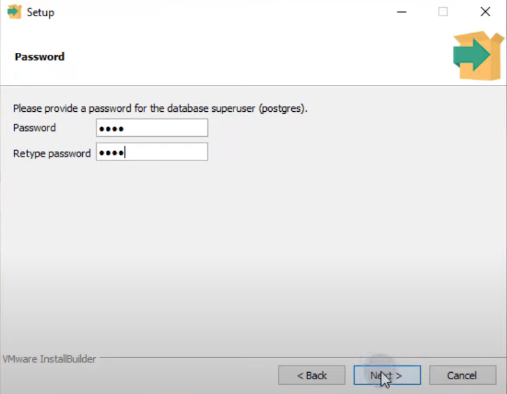 Setup
Password
Please provide a password for the database superuser (postgres).
Password ••••
Retype password ••••
VMware InstallBuilder
< Back Next > Cancel